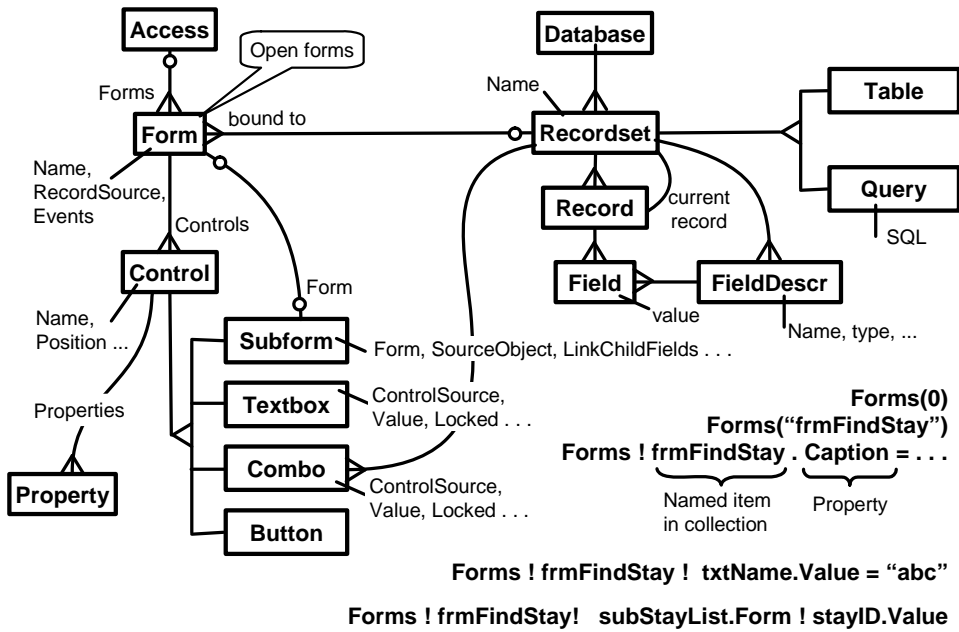 Access
Open forms
Forms
Form
bound to
Name,
RecordSource,
Events
Controls
Control
Name,
Position ...
Properties
Property
Form
Subform
Form, SourceObject, LinkChildFields . . .
Textbox
ControlSource,
Value, Locked . . .
Combo
ControlSource,
Value, Locked . . .
Button
Database
Name
Recordset
Table
Query
SQL
Record
current
record
Field
value
FieldDescr
Name, type, ...
Forms(0)
Forms(“frmFindStay”)
Forms ! frmFindStay . Caption = . . .
Named item
in collection
Property
Forms ! frmFindStay ! txtName.Value = “abc”
Forms ! frmFindStay! subStayList.Form ! stayID.Value